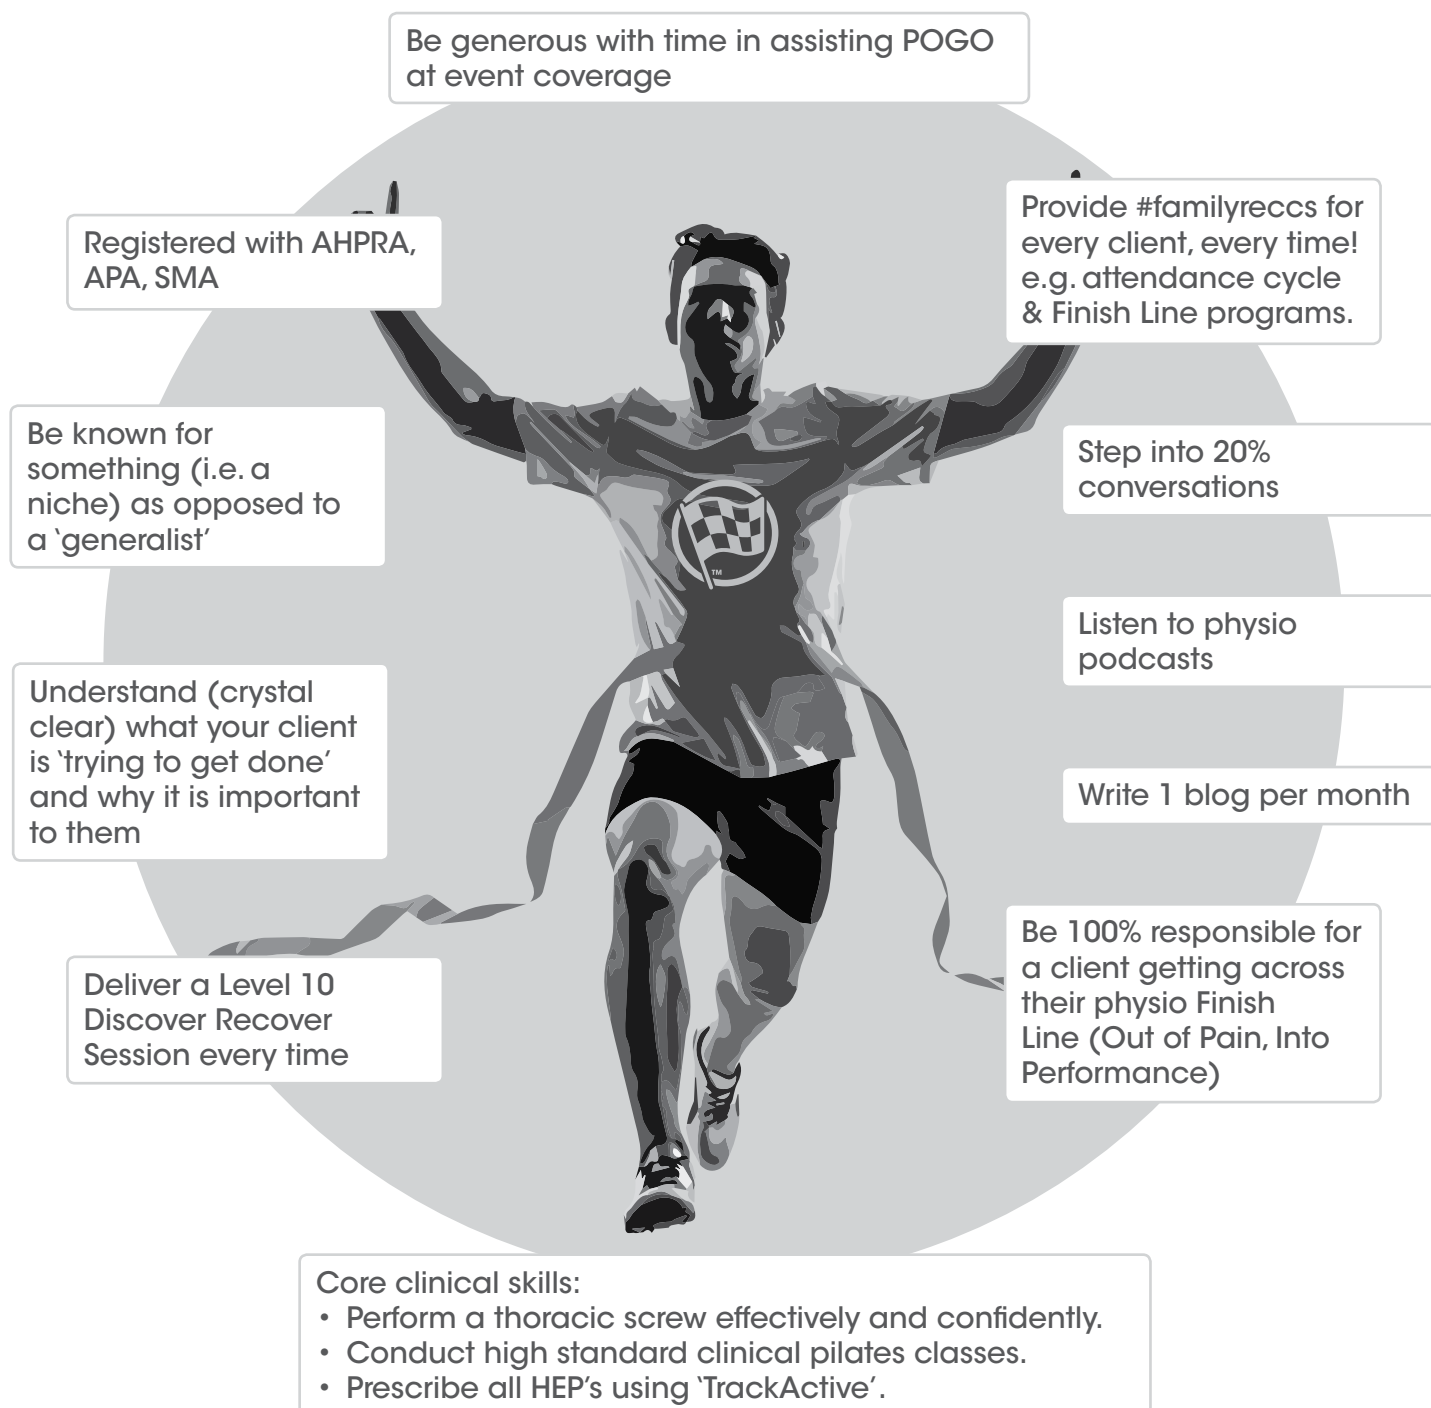 Be generous with time in assisting POGO
at event coverage
Registered with AHPRA,
APA, SMA
Provide #familyreccs for
every client, every time!
e.g. attendance cycle
& Finish Line programs.
Be known for
something (i.e. a
niche) as opposed to
a ‘generalist’
Step into 20%
conversations
Listen to physio
podcasts
Understand (crystal
clear) what your client
is ‘trying to get done’
and why it is important
to them
Write 1 blog per month
Be 100% responsible for
a client getting across
their physio Finish
Line (Out of Pain, Into
Performance)
Deliver a Level 10
Discover Recover
Session every time
TM
Core clinical skills:
• Perform a thoracic screw effectively and confidently.
• Conduct high standard clinical pilates classes.
• Prescribe all HEP’s using ‘TrackActive’.